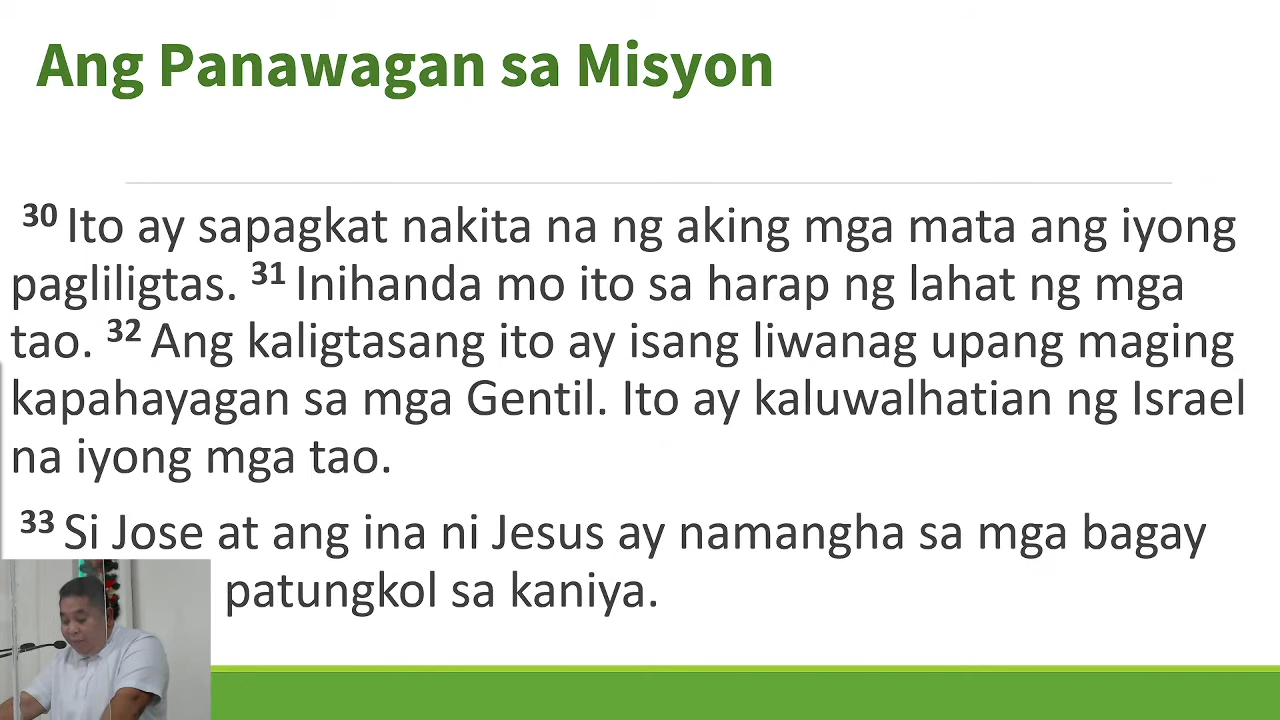 Ang Panawagan sa Misyon
30 Ito ay sapagkat nakita na ng aking mga mata ang iyong
pagliligtas. 31 Inihanda mo ito sa harap ng lahat ng mga
tao. 32 Ang kaligtasang ito ay isang liwanag upang maging
kapahayagan sa mga Gentil. Ito ay kaluwalhatian ng Israel
na iyong mga tao.
33 Si Jose at ang ina ni Jesus ay namangha sa mga bagay
patungkol sa kaniya.